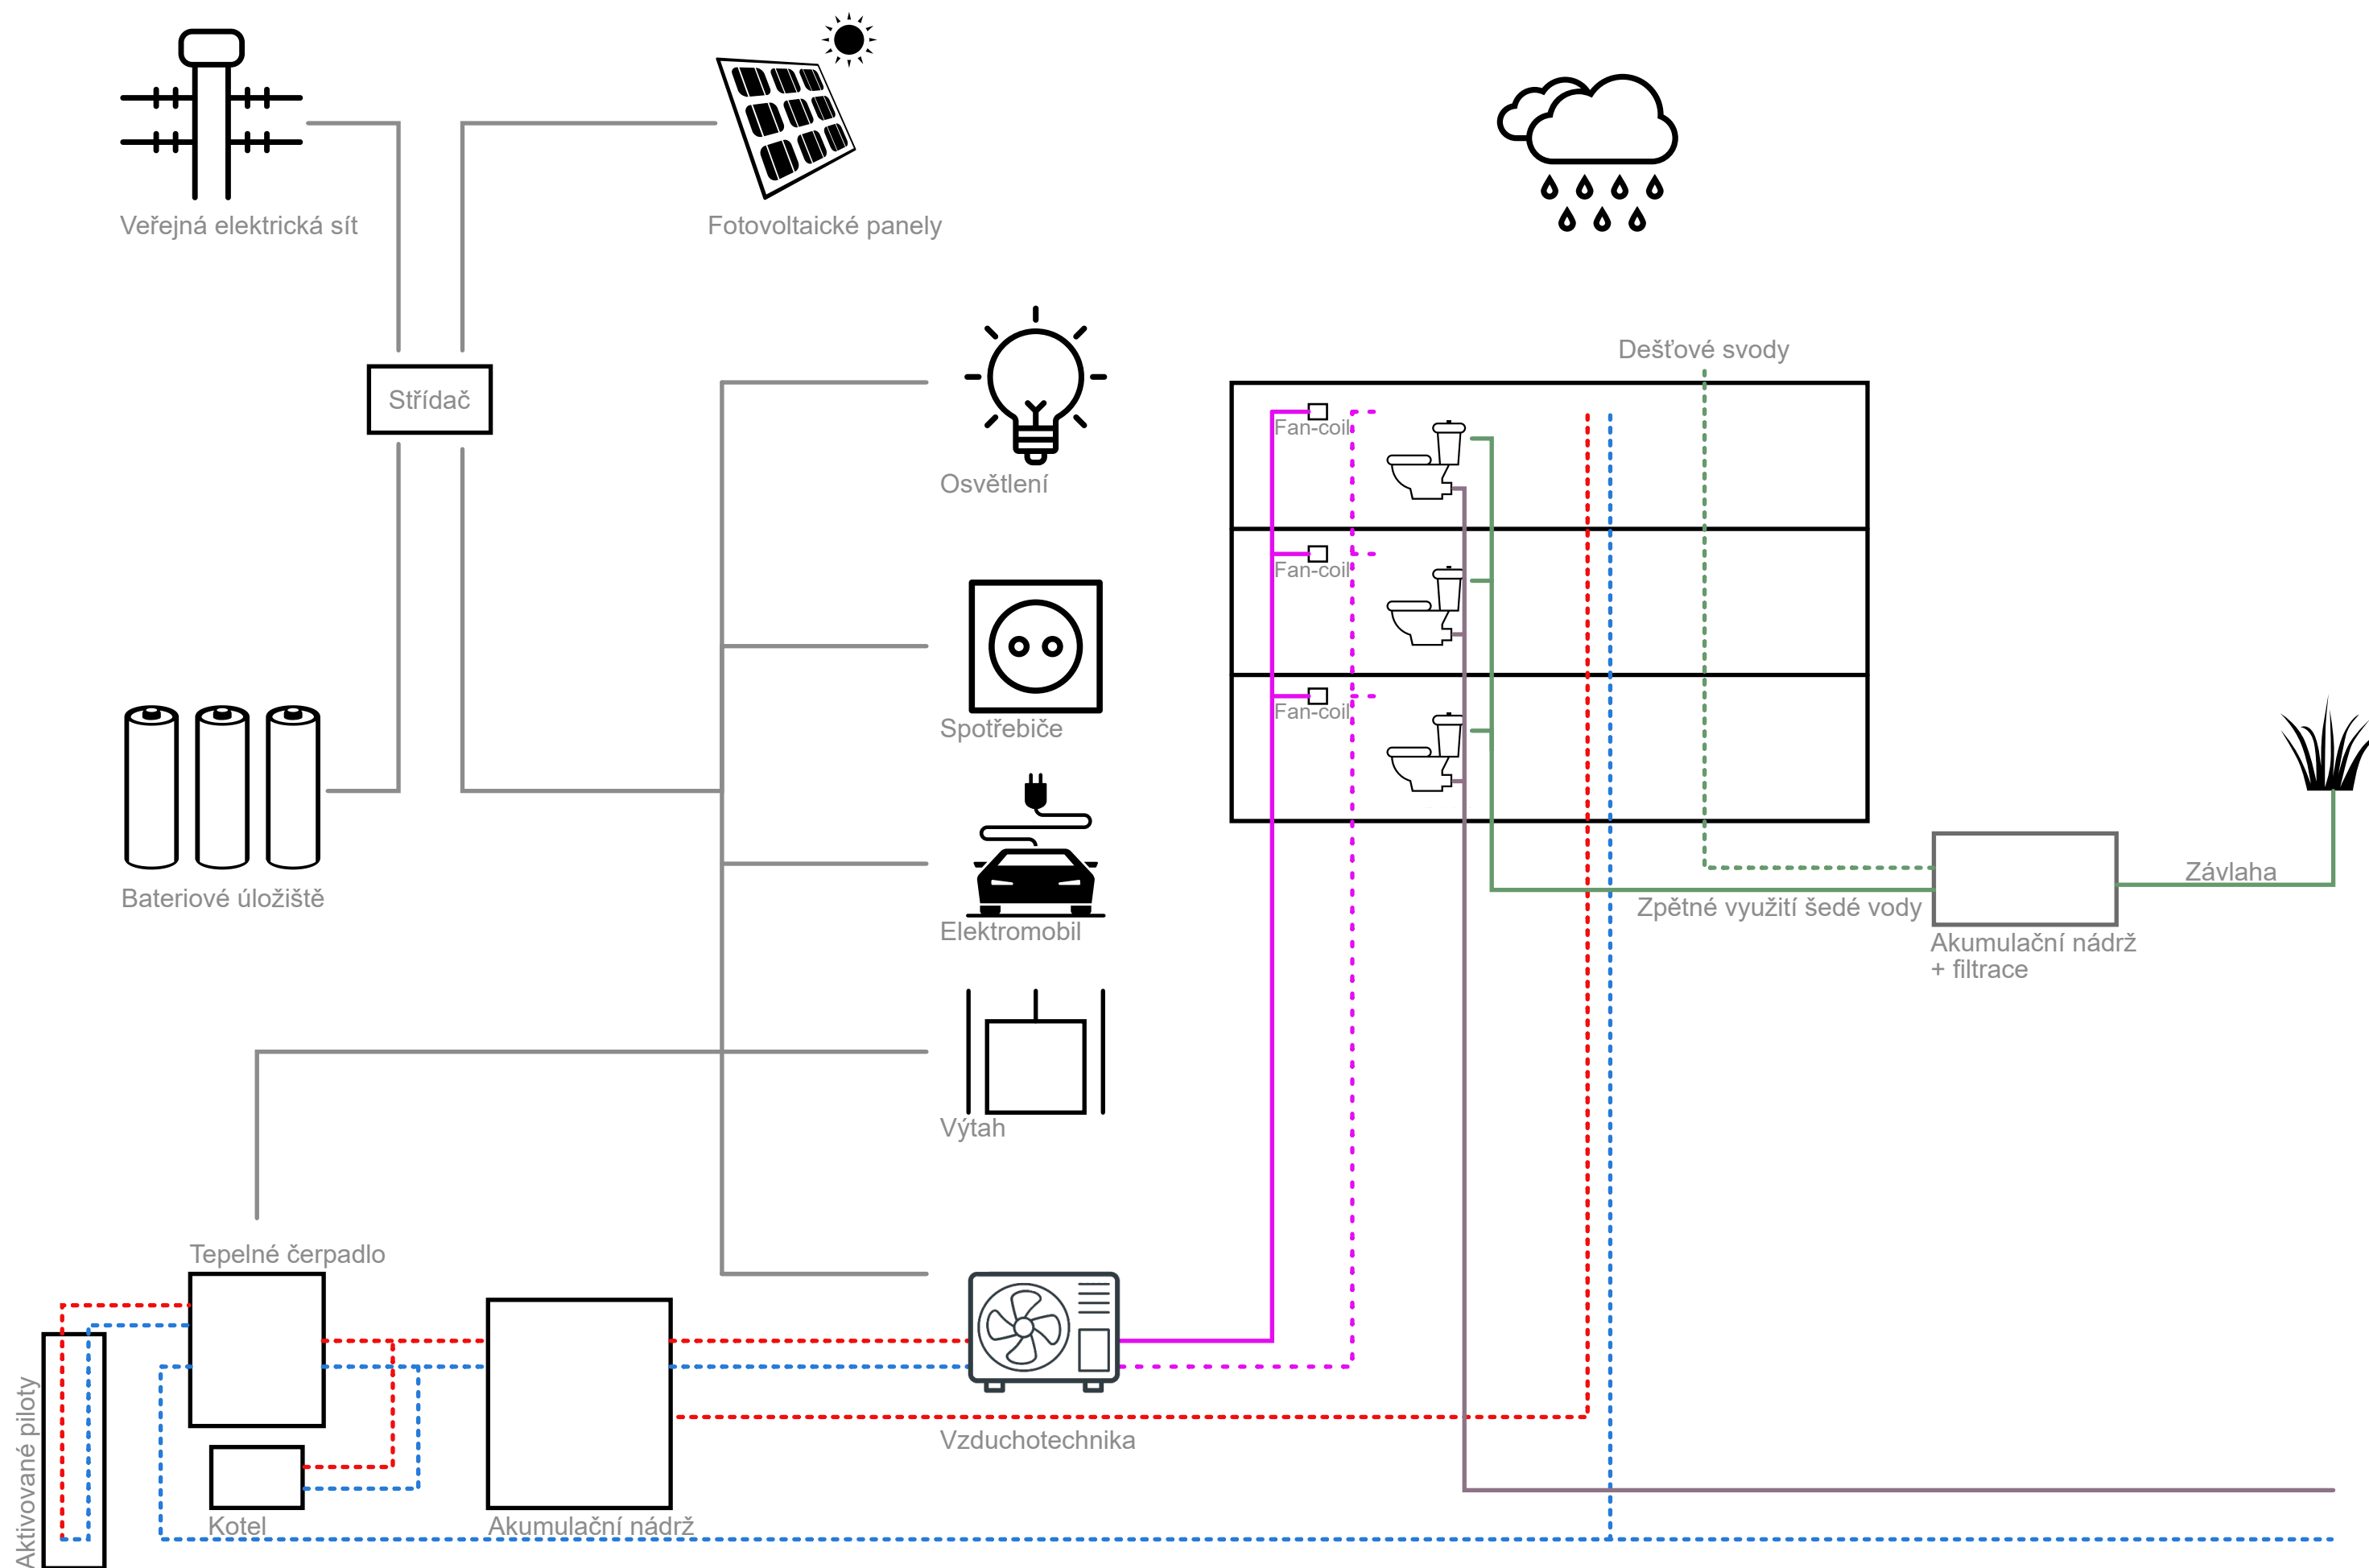 Veřejná elektrická sít
Fotovoltaické panely
Střídač
Dešťové svody
Fan-coil
Osvětlení
Fan-coil
Fan-coil
Spotřebiče
Bateriové úložiště
Elektromobil
Závlaha
Zpětné využití šedé vody
Akumulační nádrž
+ filtrace
Výtah
Tepelné čerpadlo
Aktivované piloty
Vzduchotechnika
Kotel
Akumulační nádrž